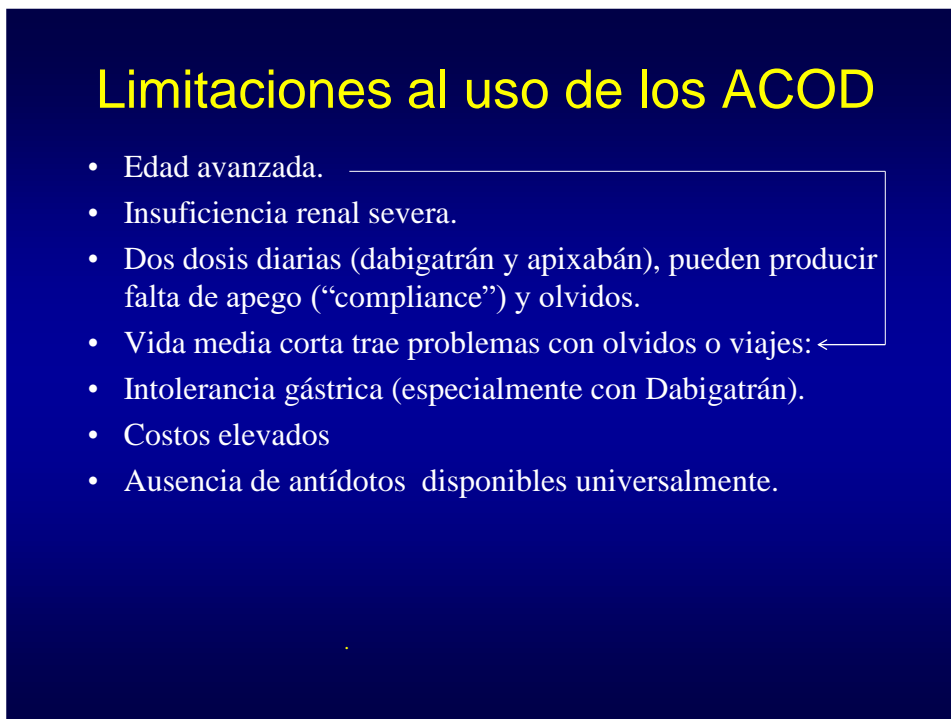 Limitaciones al uso de los ACOD
• Edad avanzada.
• Insuficiencia renal severa.
• Dos dosis diarias (dabigatrán y apixabán), pueden producir
falta de apego (“compliance”) y olvidos.
• Vida media corta trae problemas con olvidos o viajes:
• Intolerancia gástrica (especialmente con Dabigatrán).
• Costos elevados
• Ausencia de antídotos  disponibles universalmente.
.